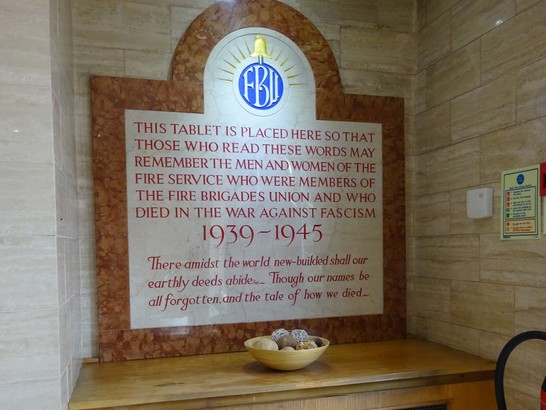 FBU
THIS TABLET IS PLACED HERE SO THAT
THOSE WHO READ THESE WORDS MAY
REMEMBER THE MEN AND WOMEN OF THE
FIRE SERVICE WHO WERE MEMBERS OF
THE FIRE BRIGADES UNION AND WHO
DIED IN THE WAR AGAINST FASCISM
1939-1945
There amidst the world new-builded shall our
earthly deeds abide,... Though our names be
all forgotten, and the tale of how we died...